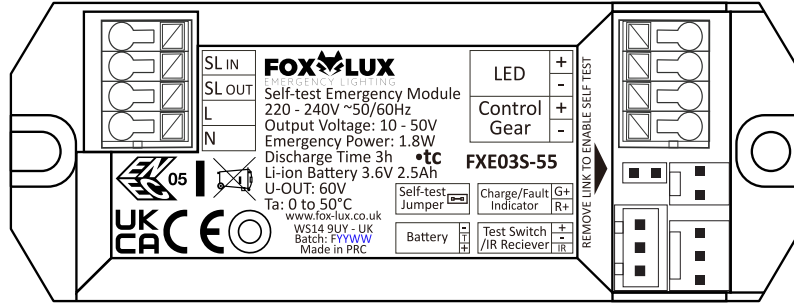 SL IN
SL OUT
L
N
FOX LUX
EMERGENCY LIGHTING
Self-test Emergency Module
220 - 240V ~50/60Hz
Output Voltage: 10 - 50V
Emergency Power: 1.8W
Discharge Time 3h
•tc
Li-ion Battery 3.6V 2.5Ah
U-OUT: 60V
Ta: 0 to 50°C
www.fox-lux.co.uk
WS14 9UY - UK
Batch: FYYWW
Made in PRC
ENEC 05
UK
CA CE
LED + -
Control
Gear + -
FXE03S-55
Self-test
Jumper
Charge/Fault
Indicator G+ R+
Battery - T +
Test Switch
/IR Reciever + - IR
REMOVE LINK TO ENABLE SELF TEST